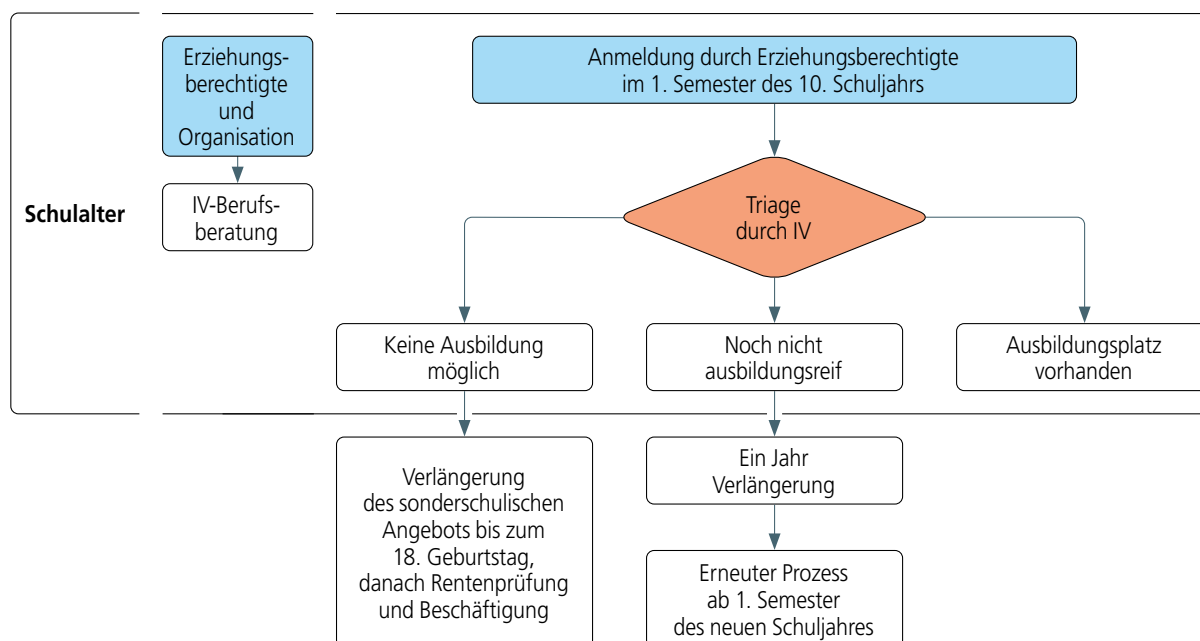 Erziehungs-
berechtigte
und
Organisation
Anmeldung durch Erziehungsberechtigte
im 1. Semester des 10. Schuljahrs
Schulalter
IV-Berufs-
beratung
Triage
durch IV
Keine Ausbildung
möglich
Noch nicht
ausbildungsreif
Ausbildungsplatz
vorhanden
Verlängerung
des sonderschulischen
Angebots bis zum
18. Geburtstag,
danach Rentenprüfung
und Beschäftigung
Ein Jahr
Verlängerung
Erneuter Prozess
ab 1. Semester
des neuen Schuljahres